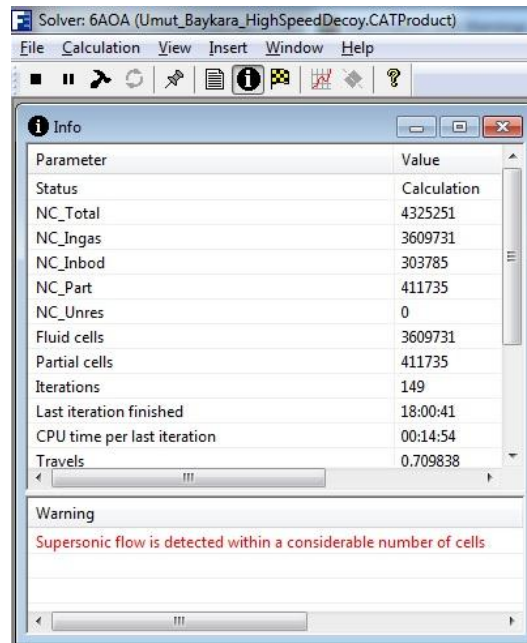 Solver: 6AOA (Umut_Baykara_HighSpeedDecoy.CATProduct)
File Calculation View Insert Window Help
Info
Parameter Value
Status Calculation
NC_Total 4325251
NC_Ingas 3609731
NC_Inbod 303785
NC_Part 411735
NC_Unres 0
Fluid cells 3609731
Partial cells 411735
Iterations 149
Last iteration finished 18:00:41
CPU time per last iteration 00:14:54
Travels 0.709838
Warning
Supersonic flow is detected within a considerable number of cells